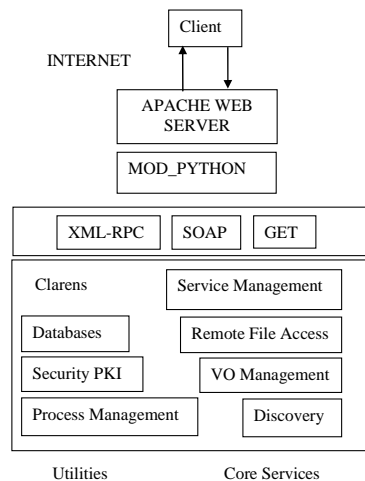 Client
INTERNET
APACHE WEB
SERVER
MOD_PYTHON
XML-RPC SOAP GET
Clarens Service Management
Databases Remote File Access
Security PKI VO Management
Process Management Discovery
Utilities Core Services